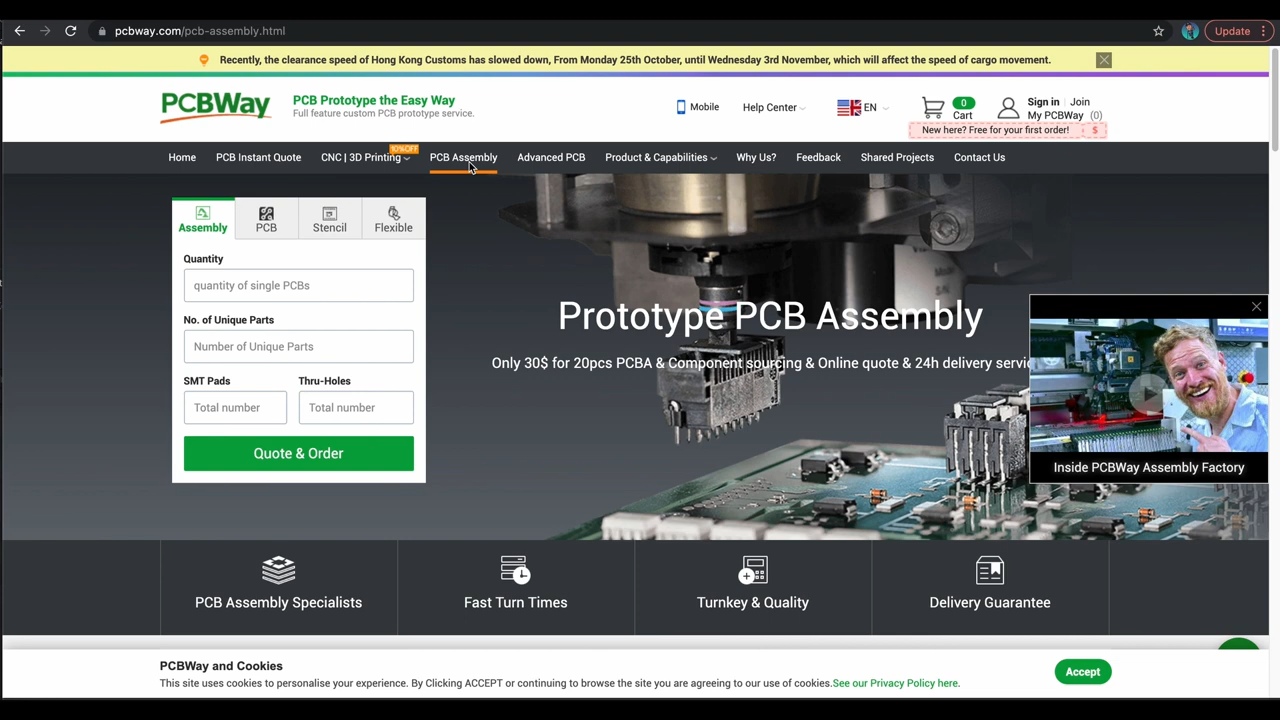 pcbway.com/pcb-assembly.html
Update
Recently, the clearance speed of Hong Kong Customs has slowed down, From Monday 25th October, until Wednesday 3rd November, which will affect the speed of cargo movement.
PCBWay
PCB Prototype the Easy Way
Full feature custom PCB prototype service.
Mobile
Help Center
EN
0
Cart
Sign in
Join
My PCBWay (0)
New here? Free for your first order!
$
10%OFF
Home
PCB Instant Quote
CNC | 3D Printing
PCB Assembly
Advanced PCB
Product & Capabilities
Why Us?
Feedback
Shared Projects
Contact Us
Assembly
PCB
Stencil
Flexible
Quantity
quantity of single PCBs
No. of Unique Parts
Number of Unique Parts
SMT Pads
Thru-Holes
Total number
Total number
Quote & Order
Prototype PCB Assembly
Only 30$ for 20pcs PCBA & Component sourcing & Online quote & 24h delivery servi
Inside PCBWay Assembly Factory
PCB Assembly Specialists
Fast Turn Times
Turnkey & Quality
Delivery Guarantee
PCBWay and Cookies
This site uses cookies to personalise your experience. By Clicking ACCEPT or continuing to browse the site you are agreeing to our use of cookies.See our Privacy Policy here.
Accept